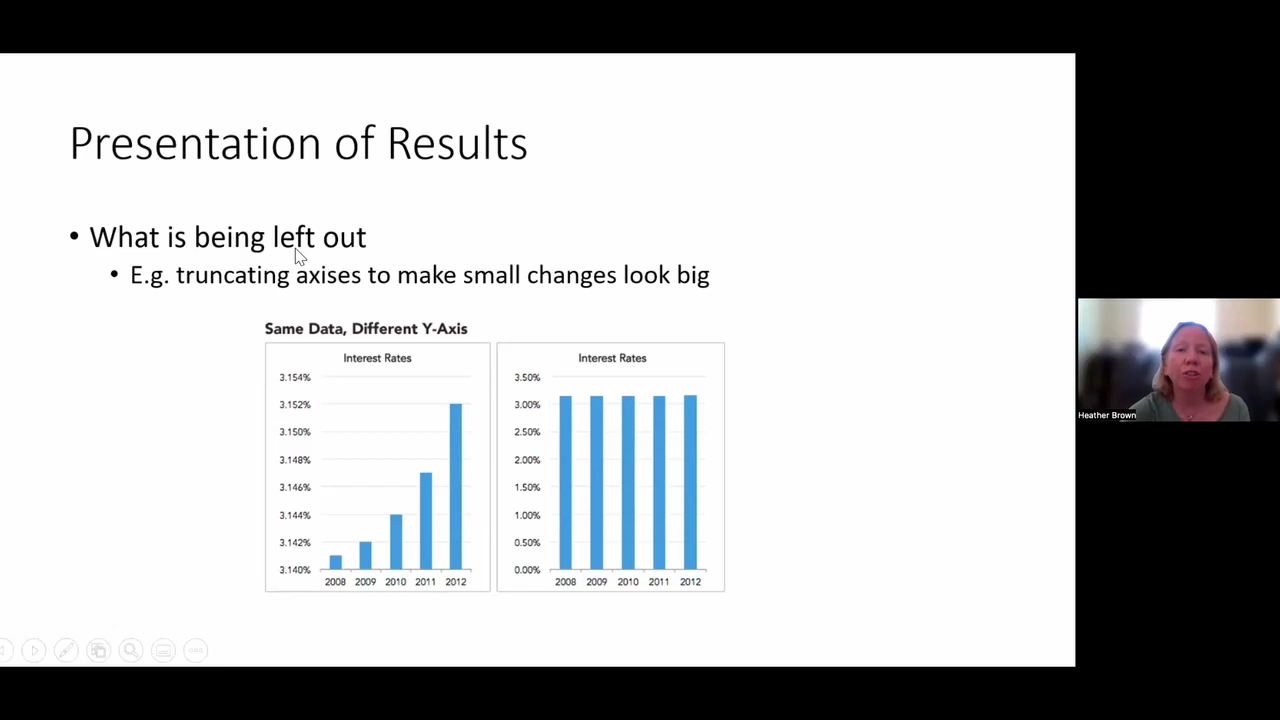 Presentation of Results
• What is being left out
• E.g. truncating axises to make small changes look big
Same Data, Different Y-Axis
Interest Rates
3.154%
3.152%
3.150%
3.148%
3.146%
3.144%
3.142%
3.140%
2008 2009 2010 2011 2012
Interest Rates
3.50%
3.00%
2.50%
2.00%
1.50%
1.00%
0.50%
0.00%
2008 2009 2010 2011 2012
Heather Brown